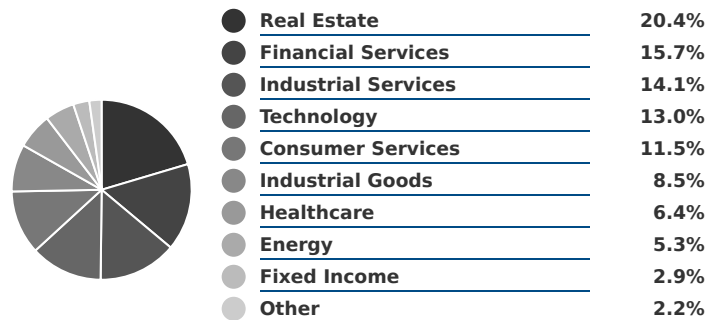 Real Estate 20.4%
Financial Services 15.7%
Industrial Services 14.1%
Technology 13.0%
Consumer Services 11.5%
Industrial Goods 8.5%
Healthcare 6.4%
Energy 5.3%
Fixed Income 2.9%
Other 2.2%